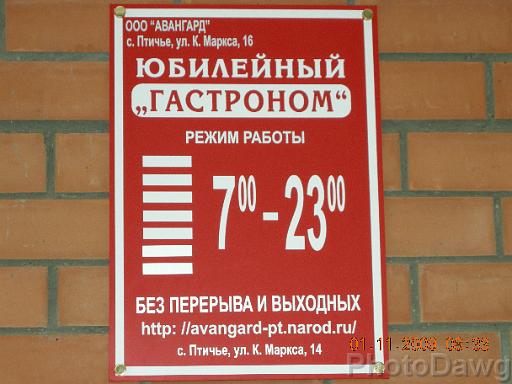 ООО "АВАНГАРД"
с. Птичье, ул. К. Маркса, 16
ЮБИЛЕЙНЫЙ
„ГАСТРОНОМ“
РЕЖИМ РАБОТЫ
700 - 2300
БЕЗ ПЕРЕРЫВА И ВЫХОДНЫХ
http: //avangard-pt.narod.ru/
с. Птичье, ул. К. Маркса, 14
PhotoDawg